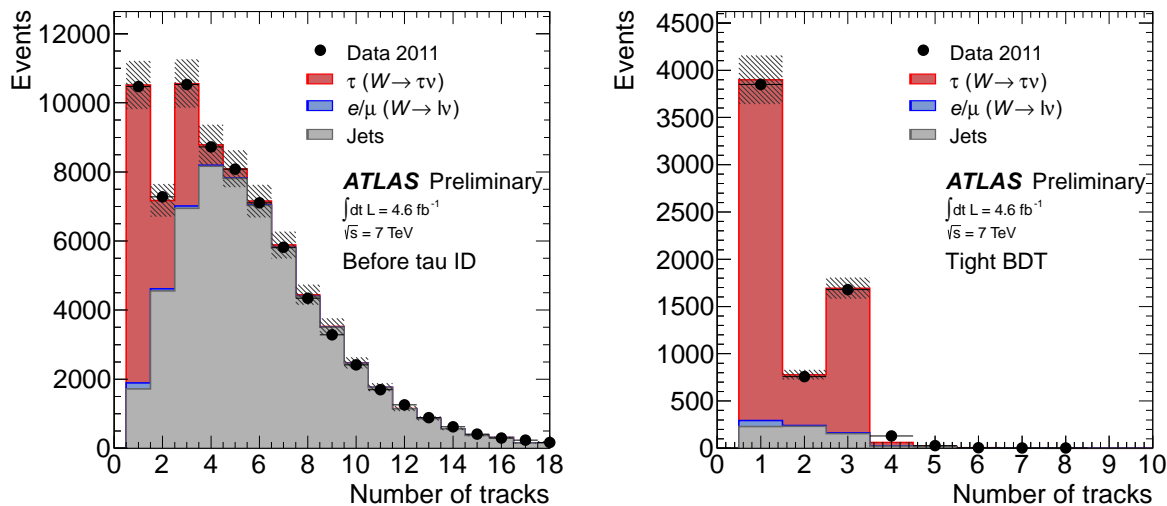 Events
12000
10000
8000
6000
4000
2000
0
Data 2011
τ (W→ τν)
e/μ (W→ lν)
Jets
ATLAS Preliminary
∫dt L = 4.6 fb⁻¹
√s = 7 TeV
Before tau ID
0 2 4 6 8 10 12 14 16 18
Number of tracks
Events
4500
4000
3500
3000
2500
2000
1500
1000
500
0
Data 2011
τ (W→ τν)
e/μ (W→ lν)
Jets
ATLAS Preliminary
∫dt L = 4.6 fb⁻¹
√s = 7 TeV
Tight BDT
0 1 2 3 4 5 6 7 8 9 10
Number of tracks